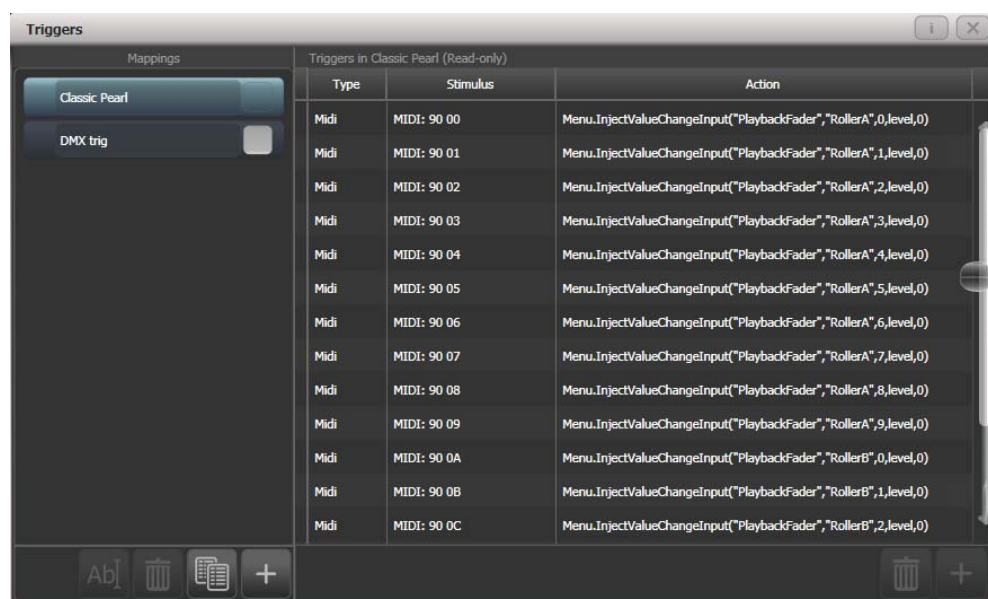 Triggers
Mappings
Triggers in Classic Pearl (Read-only)
Classic Pearl
DMX trig
Type Stimulus Action
Midi MIDI: 90 00 Menu.InjectValueChangeInput("PlaybackFader","RollerA",0,level,0)
Midi MIDI: 90 01 Menu.InjectValueChangeInput("PlaybackFader","RollerA",1,level,0)
Midi MIDI: 90 02 Menu.InjectValueChangeInput("PlaybackFader","RollerA",2,level,0)
Midi MIDI: 90 03 Menu.InjectValueChangeInput("PlaybackFader","RollerA",3,level,0)
Midi MIDI: 90 04 Menu.InjectValueChangeInput("PlaybackFader","RollerA",4,level,0)
Midi MIDI: 90 05 Menu.InjectValueChangeInput("PlaybackFader","RollerA",5,level,0)
Midi MIDI: 90 06 Menu.InjectValueChangeInput("PlaybackFader","RollerA",6,level,0)
Midi MIDI: 90 07 Menu.InjectValueChangeInput("PlaybackFader","RollerA",7,level,0)
Midi MIDI: 90 08 Menu.InjectValueChangeInput("PlaybackFader","RollerA",8,level,0)
Midi MIDI: 90 09 Menu.InjectValueChangeInput("PlaybackFader","RollerA",9,level,0)
Midi MIDI: 90 0A Menu.InjectValueChangeInput("PlaybackFader","RollerB",0,level,0)
Midi MIDI: 90 0B Menu.InjectValueChangeInput("PlaybackFader","RollerB",1,level,0)
Midi MIDI: 90 0C Menu.InjectValueChangeInput("PlaybackFader","RollerB",2,level,0)
Ab